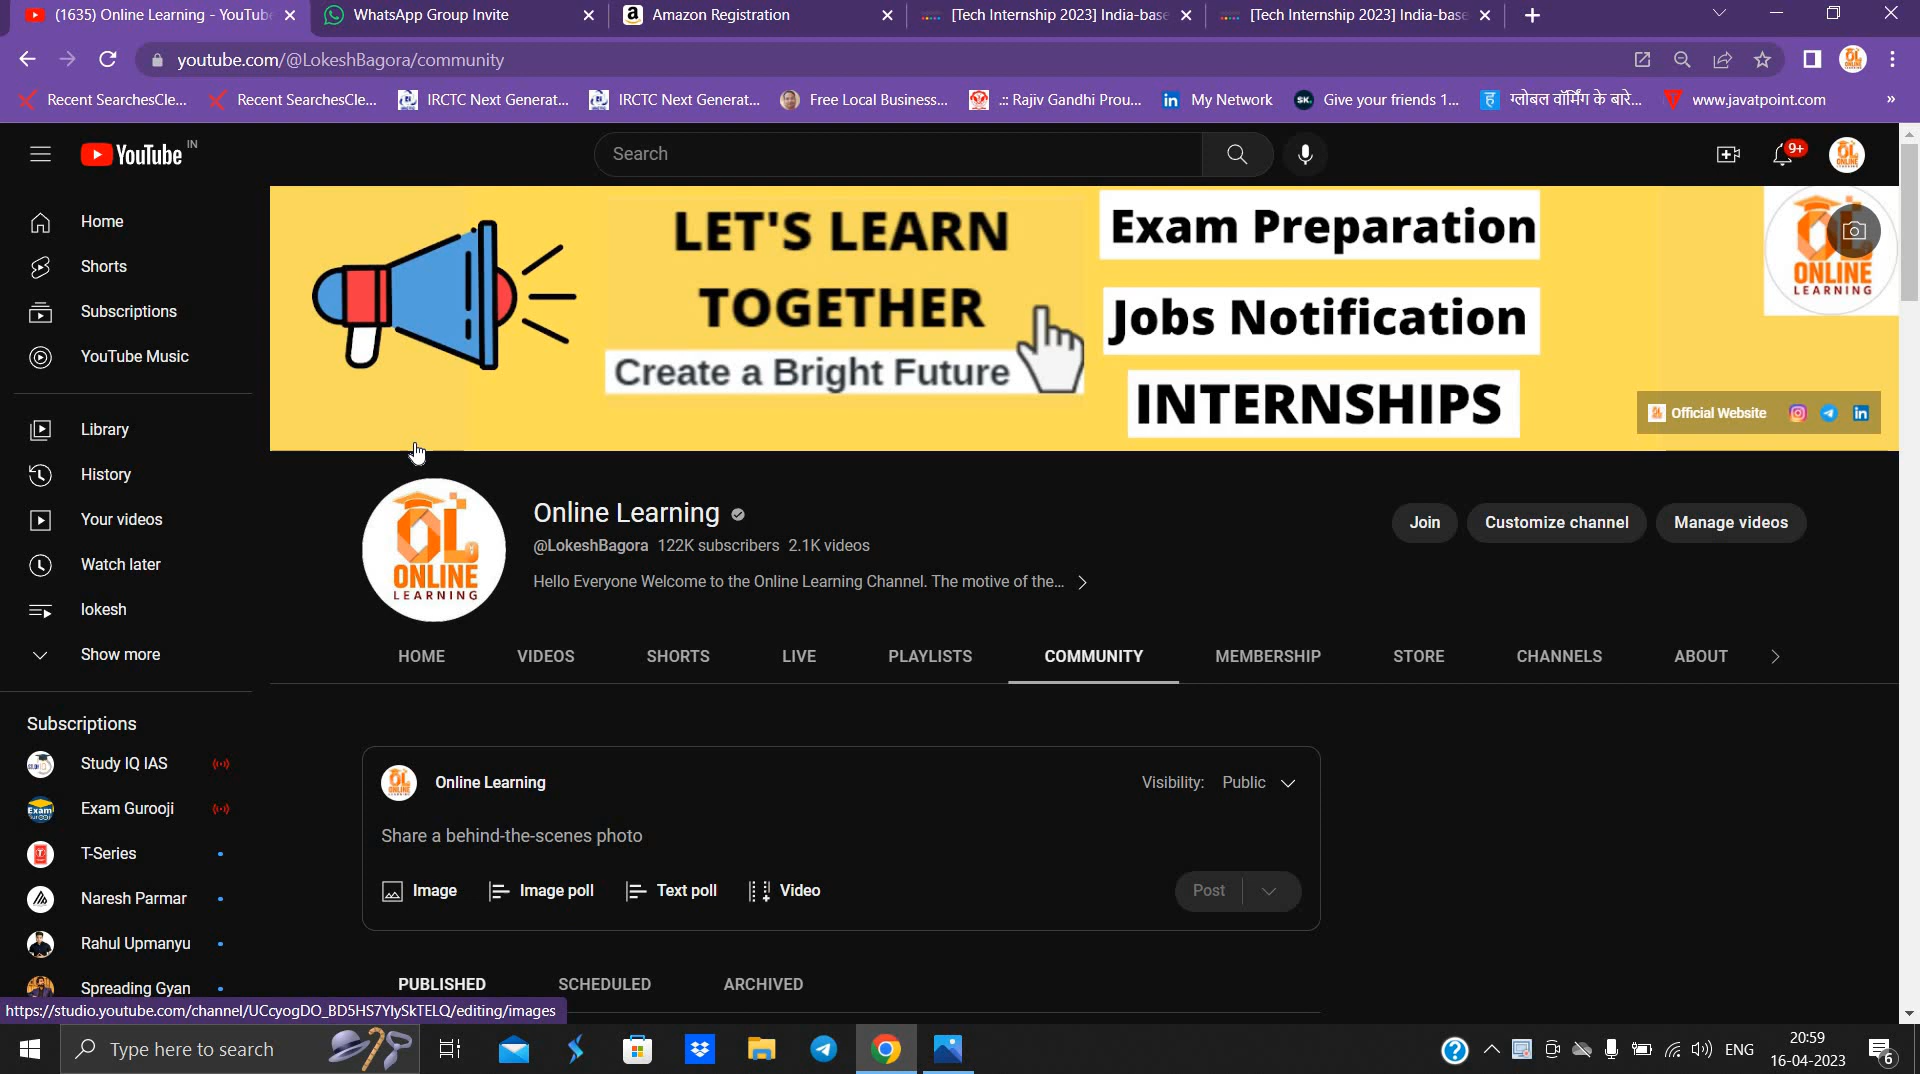 (1635) Online Learning - YouTube
WhatsApp Group Invite
Amazon Registration
[Tech Internship 2023] India-base
[Tech Internship 2023] India-base
youtube.com/@LokeshBagora/community
Recent SearchesCle...
Recent SearchesCle...
IRCTC Next Generat...
IRCTC Next Generat...
Free Local Business...
.:: Rajiv Gandhi Prou...
in
My Network
SK.
Give your friends 1...
ह
ग्लोबल वॉर्मिंग के बारे...
www.javatpoint.com
»
YouTube IN
Search
9+
Home
Shorts
Subscriptions
YouTube Music
Library
History
Your videos
Watch later
lokesh
Show more
Subscriptions
Study IQ IAS
Exam Gurooji
T-Series
Naresh Parmar
Rahul Upmanyu
Spreading Gyan
LET'S LEARN
TOGETHER
Create a Bright Future
Exam Preparation
Jobs Notification
INTERNSHIPS
ONLINE
LEARNING
Official Website
in
OL
ONLINE
LEARNING
Online Learning
@LokeshBagora 122K subscribers 2.1K videos
Hello Everyone Welcome to the Online Learning Channel. The motive of the...
Join
Customize channel
Manage videos
HOME
VIDEOS
SHORTS
LIVE
PLAYLISTS
COMMUNITY
MEMBERSHIP
STORE
CHANNELS
ABOUT
Online Learning
Visibility: Public
Share a behind-the-scenes photo
Image
Image poll
Text poll
Video
Post
PUBLISHED
SCHEDULED
ARCHIVED
https://studio.youtube.com/channel/UCcyogDO_BD5HS7YlySkTELQ/editing/images
Type here to search
ENG
20:59
16-04-2023
6